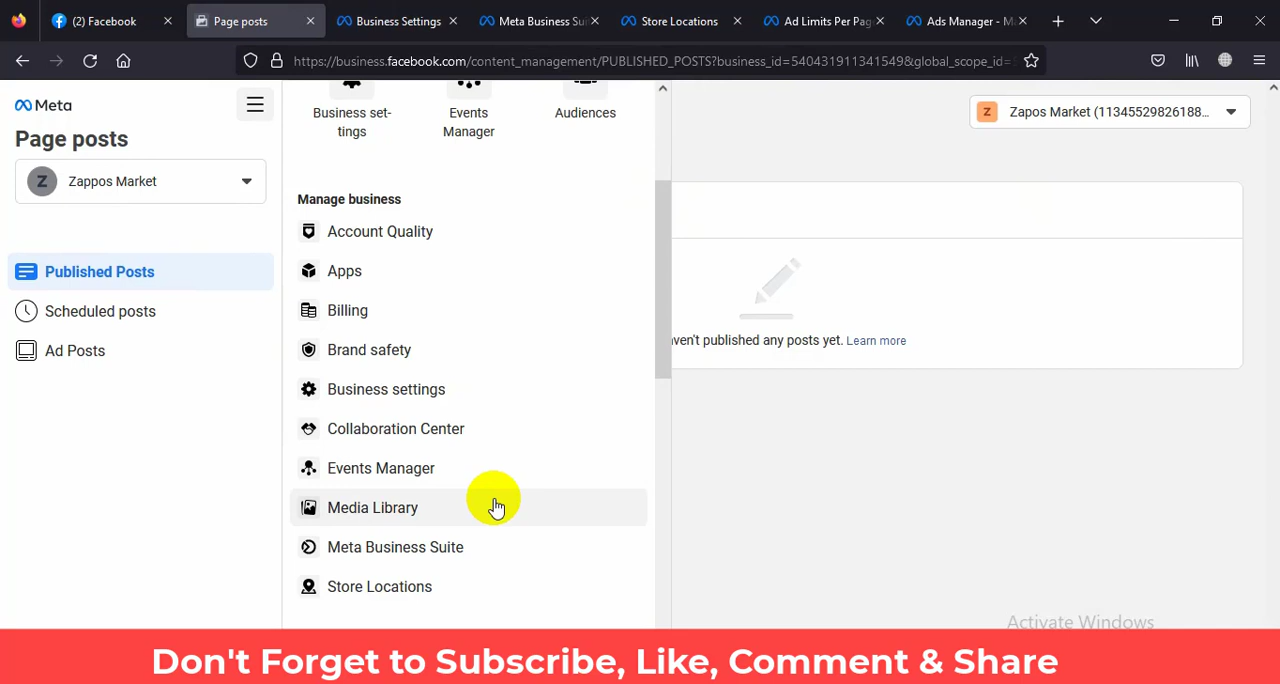 (2) Facebook
Page posts
Business Settings
Meta Business Sui
Store Locations
Ad Limits Per Pag
Ads Manager - M
https://business.facebook.com/content_management/PUBLISHED_POSTS?business_id=540431911341549&global_scope_id=
Meta
Page posts
Z Zappos Market
Published Posts
Scheduled posts
Ad Posts
Business set-
tings
Events
Manager
Audiences
Manage business
Account Quality
Apps
Billing
Brand safety
Business settings
Collaboration Center
Events Manager
Media Library
Meta Business Suite
Store Locations
Z Zapos Market (11345529826188...
published any posts yet. Learn more
Activate Windows
Don't Forget to Subscribe, Like, Comment & Share